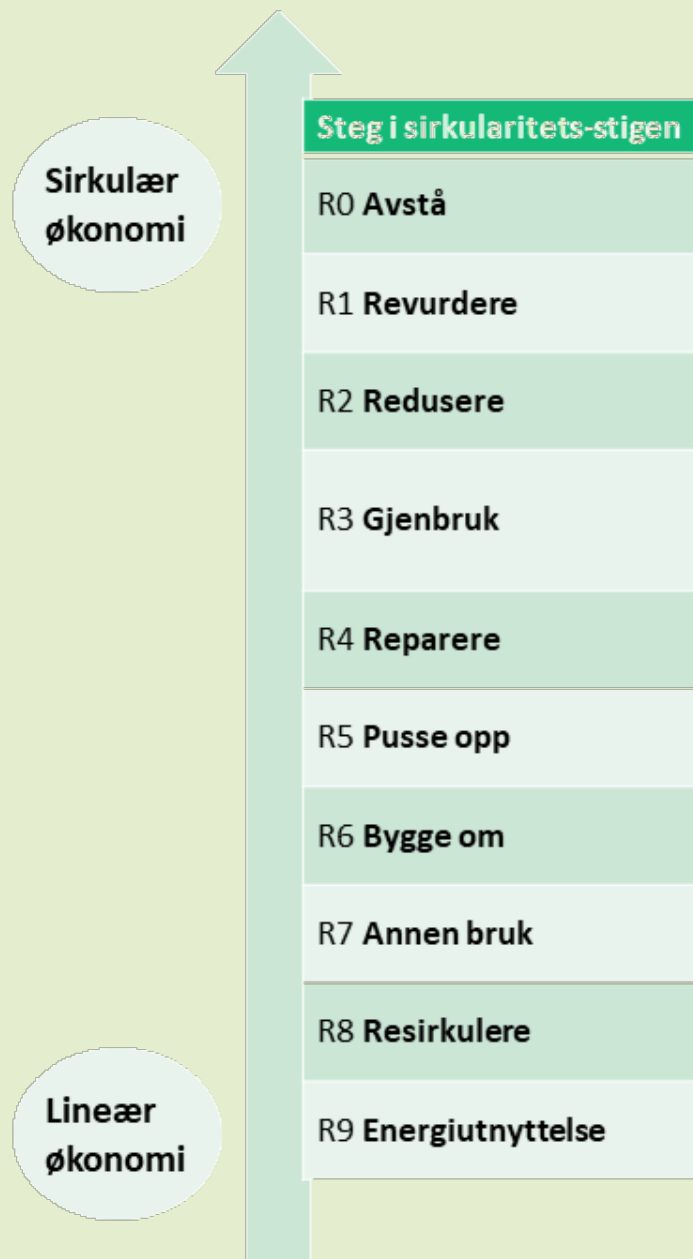 Steg i sirkularitets-stigen
Sirkulær
økonomi
R0 Avstå
R1 Revurdere
R2 Redusere
R3 Gjenbruk
R4 Reparere
R5 Pusse opp
R6 Bygge om
R7 Annen bruk
R8 Resirkulere
Lineær
økonomi
R9 Energiutnyttelse